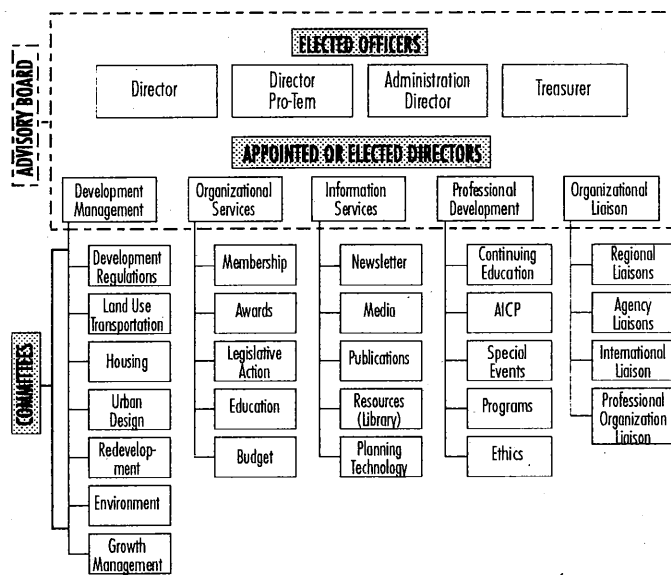 ELECTED OFFICERS
Director
Director
Pro-Tem
Administration
Director
Treasurer
ADVISORY BOARD
APPOINTED OR ELECTED DIRECTORS
Development
Management
Organizational
Services
Information
Services
Professional
Development
Organizational
Liaison
COMMITTEES
Development
Regulations
Land Use
Transportation
Housing
Urban
Design
Redevelop-
ment
Environment
Growth
Management
Membership
Awards
Legislative
Action
Education
Budget
Newsletter
Media
Publications
Resources
(Library)
Planning
Technology
Continuing
Education
AICP
Special
Events
Programs
Ethics
Regional
Liaisons
Agency
Liaisons
International
Liaison
Professional
Organization
Liaison